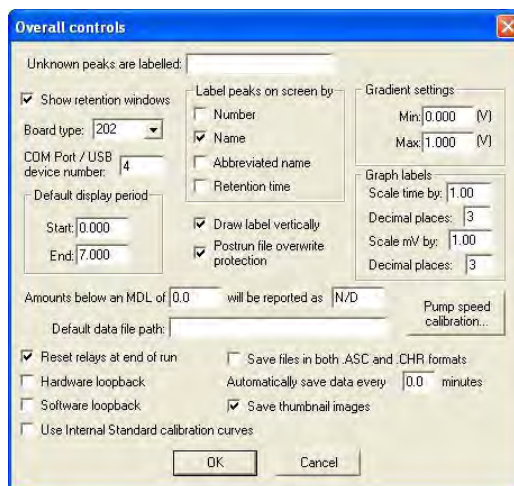 Overall controls
Unknown peaks are labelled:
Show retention windows
Board type: 202
COM Port / USB
device number: 4
Default display period
Start: 0.000
End: 7.000
Label peaks on screen by
Number
Name
Abbreviated name
Retention time
Draw label vertically
Postrun file overwrite
protection
Gradient settings
Min: 0.000 (V)
Max: 1.000 (V)
Graph labels
Scale time by: 1.00
Decimal places: 3
Scale mV by: 1.00
Decimal places: 3
Amounts below an MDL of 0.0 will be reported as N/D
Default data file path:
Pump speed
calibration...
Reset relays at end of run
Save files in both .ASC and .CHR formats
Hardware loopback
Automatically save data every 0.0 minutes
Software loopback
Save thumbnail images
Use Internal Standard calibration curves
OK
Cancel